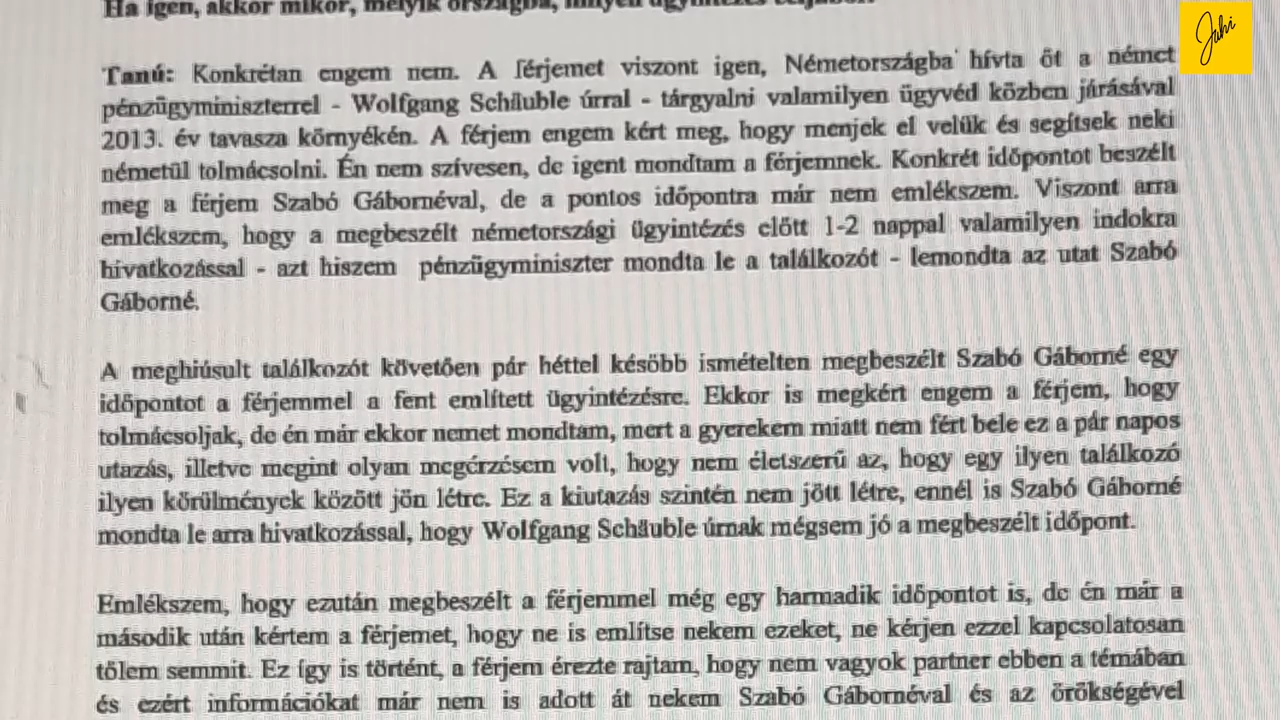 Ha igen, akkor mikor, melyik országba, milyen ügyintézés céljából?
Jahi
Tanú: Konkrétan engem nem. A férjemet viszont igen, Németországba hívta őt a német
pénzügyminiszterrel - Wolfgang Schäuble úrral - tárgyalni valamilyen ügyvéd közben járásával
2013. év tavasza környékén. A férjem engem kért meg, hogy menjek el velük és segítsek neki
németül tolmácsolni. Én nem szívesen, de igent mondtam a férjemnek. Konkrét időpontot beszélt
meg a férjem Szabó Gábornéval, de a pontos időpontra már nem emlékszem. Viszont arra
emlékszem, hogy a megbeszélt németországi ügyintézés előtt 1-2 nappal valamilyen indokra
hivatkozással - azt hiszem pénzügyminiszter mondta le a találkozót - lemondta az utat Szabó
Gáborné.
A meghiúsult találkozót követően pár héttel később ismételten megbeszélt Szabó Gáborné egy
időpontot a férjemmel a fent említett ügyintézésre. Ekkor is megkért engem a férjem, hogy
tolmácsoljak, de én már ekkor nemet mondtam, mert a gyerekem miatt nem fért bele ez a pár napos
utazás, illetve megint olyan megérzésem volt, hogy nem életszerű az, hogy egy ilyen találkozó
ilyen körülmények között jön létre. Ez a kiutazás szintén nem jött létre, ennél is Szabó Gáborné
mondta le arra hivatkozással, hogy Wolfgang Schäuble úrnak mégsem jó a megbeszélt időpont.
Emlékszem, hogy ezután megbeszélt a férjemmel még egy harmadik időpontot is, de én már a
második után kértem a férjemet, hogy ne is említse nekem ezeket, ne kérjen ezzel kapcsolatosan
tőlem semmit. Ez így is történt, a férjem érezte rajtam, hogy nem vagyok partner ebben a témában
és ezért információkat már nem is adott át nekem Szabó Gábornéval és az örökségével